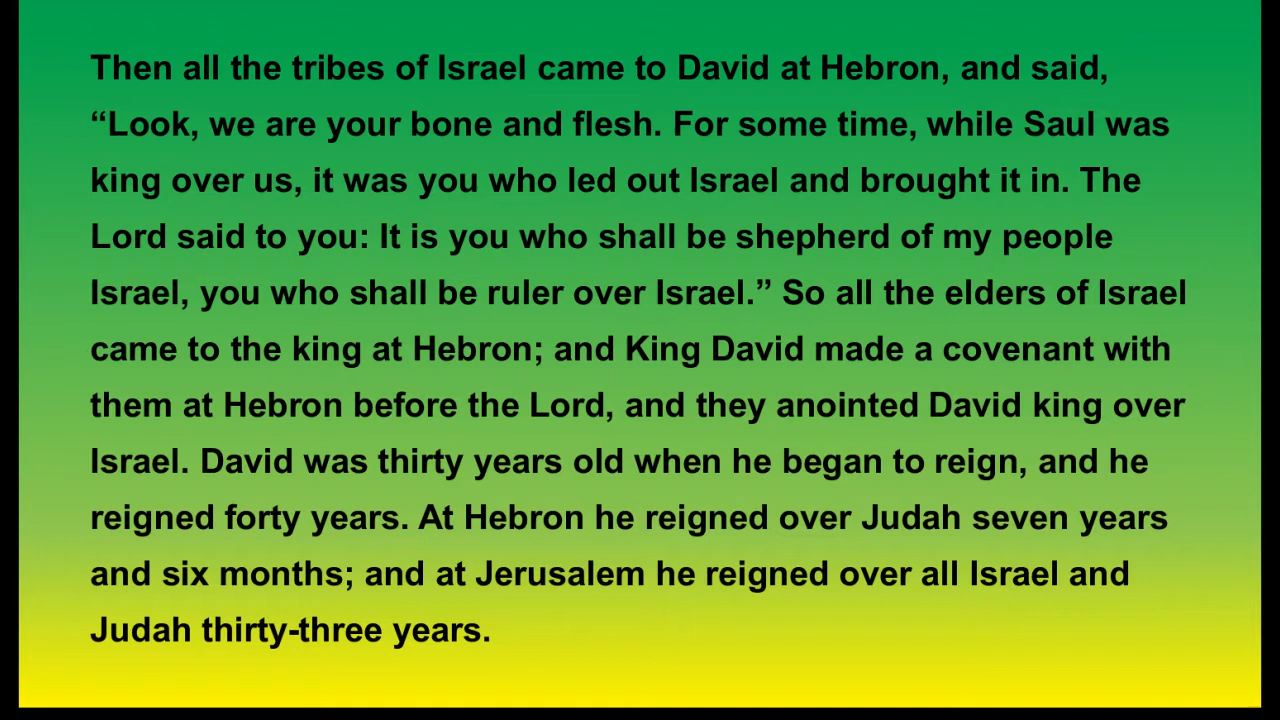 Then all the tribes of Israel came to David at Hebron, and said,
“Look, we are your bone and flesh. For some time, while Saul was
king over us, it was you who led out Israel and brought it in. The
Lord said to you: It is you who shall be shepherd of my people
Israel, you who shall be ruler over Israel.” So all the elders of Israel
came to the king at Hebron; and King David made a covenant with
them at Hebron before the Lord, and they anointed David king over
Israel. David was thirty years old when he began to reign, and he
reigned forty years. At Hebron he reigned over Judah seven years
and six months; and at Jerusalem he reigned over all Israel and
Judah thirty-three years.